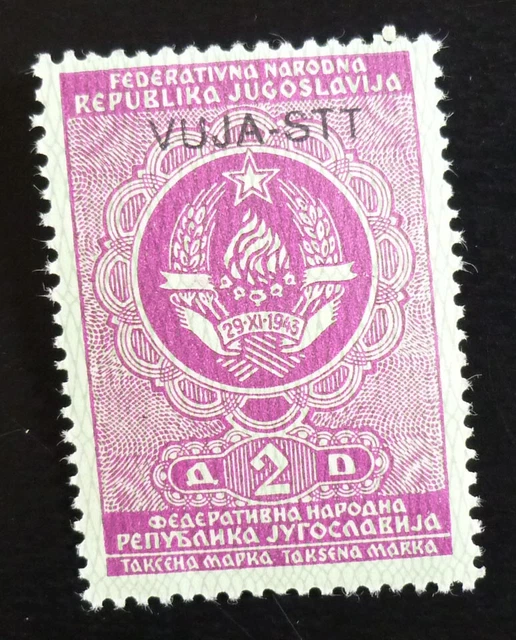 FEDERATIVNA NARODNA
REPUBLIKA JUGOSLAVIJA
VUJA-STT
29·XI·1943
Д 2 D
ФЕДЕРАТИВНА НАРОДНА
РЕПУБЛИКА ЈУГОСЛАВИЈА
ТАКСЕНА МАРКА TAKSENA MARKA